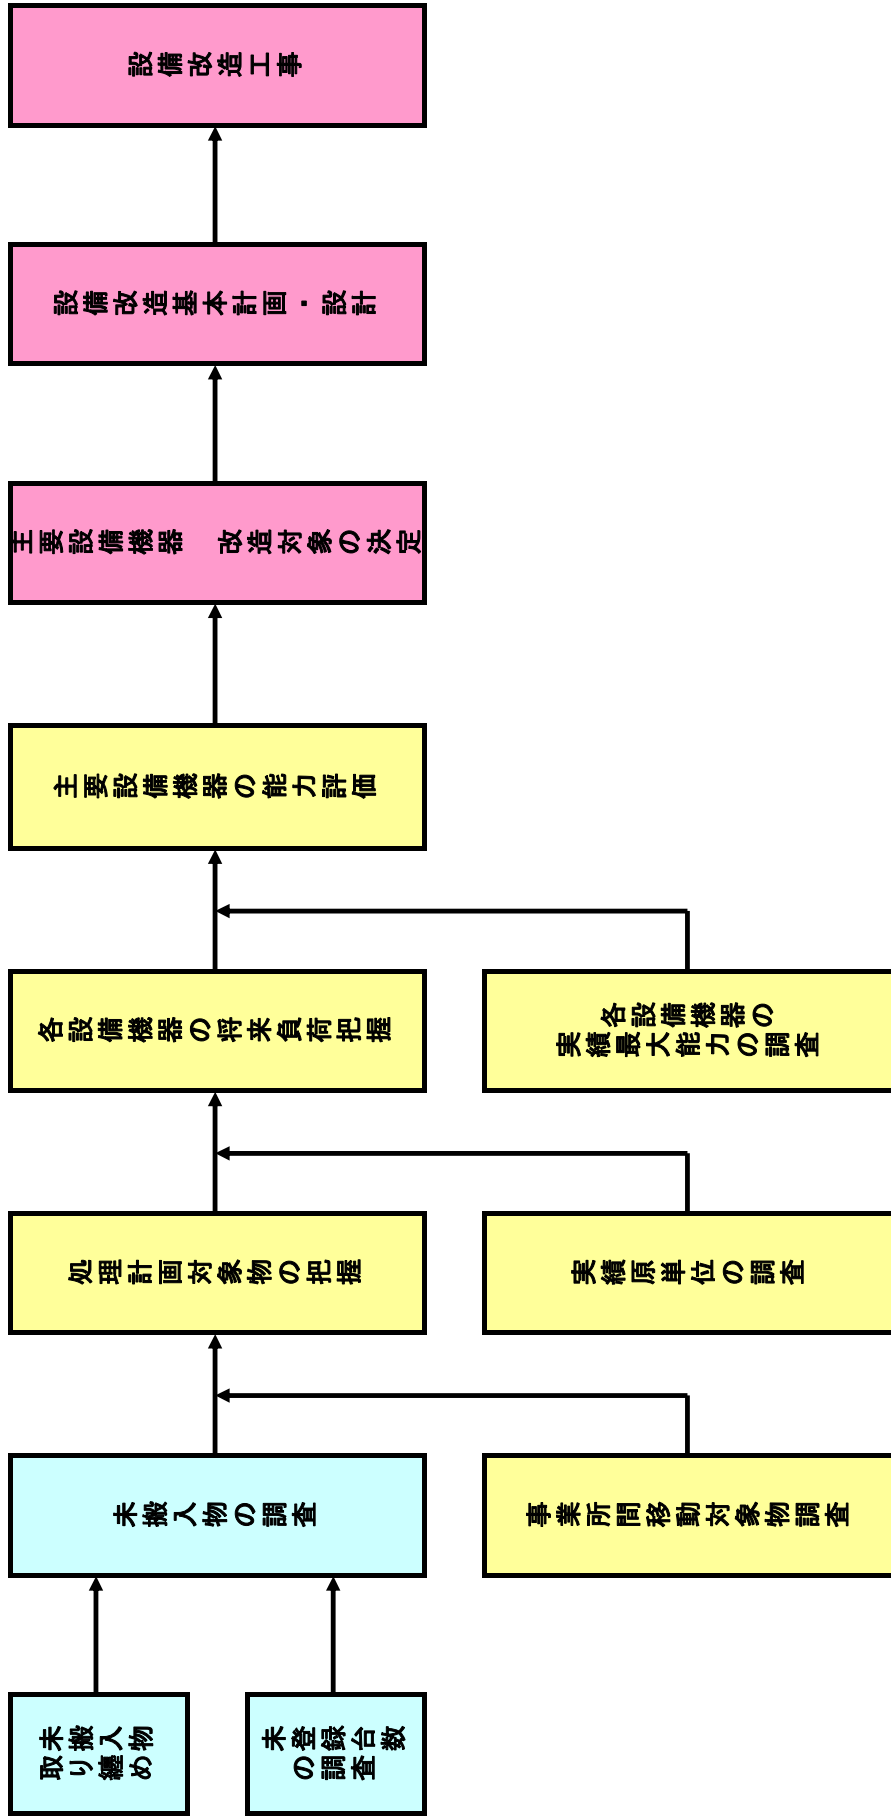 設備改造工事
設備改造基本計画・設計
主要設備機器　改造対象の決定
主要設備機器の能力評価
各設備機器の将来負荷把握
各設備機器の
実績最大能力の調査
処理計画対象物の把握
実績原単位の調査
未搬入物の調査
事業所間移動対象物調査
未搬入物
取り纏め
未登録台数
の調査